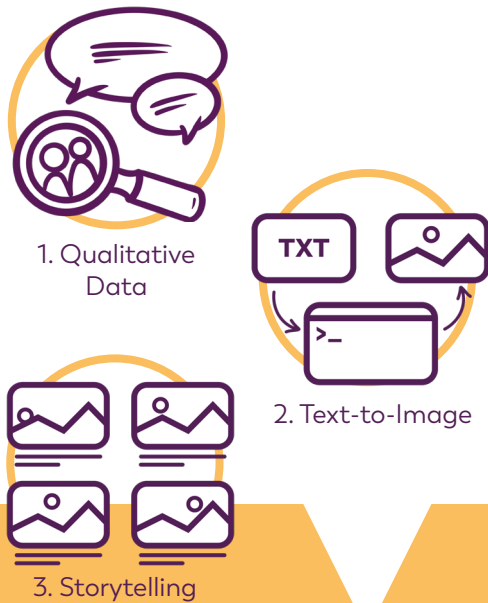 1. Qualitative
Data
TXT
>_
2. Text-to-Image
3. Storytelling